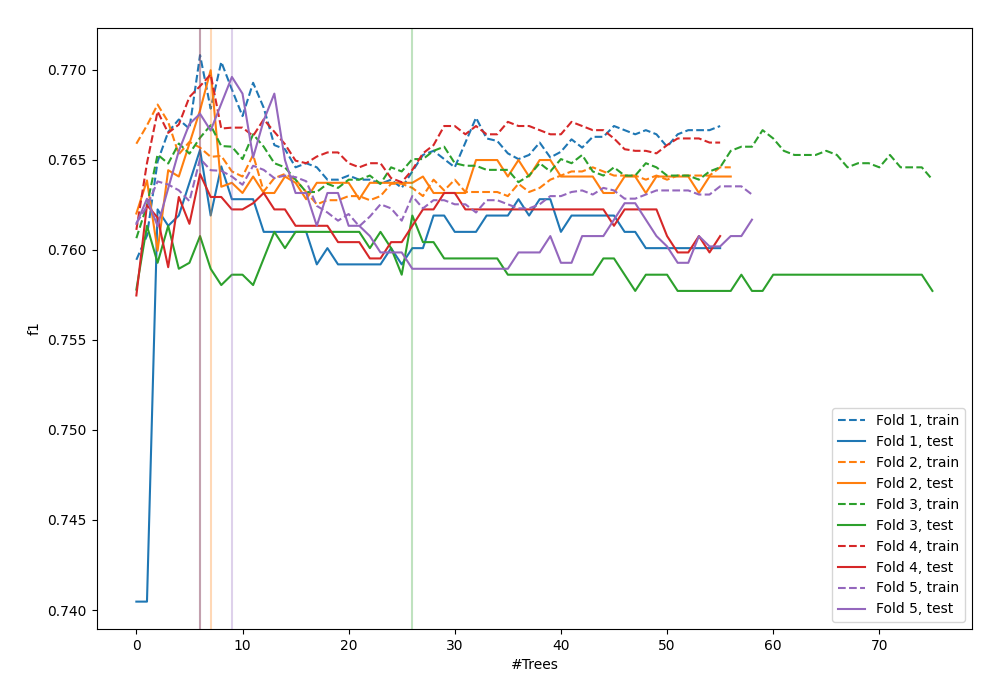 0.770
0.765
0.760
0.755
0.750
0.745
0.740
f1
0 10 20 30 40 50 60 70
#Trees
Fold 1, train
Fold 1, test
Fold 2, train
Fold 2, test
Fold 3, train
Fold 3, test
Fold 4, train
Fold 4, test
Fold 5, train
Fold 5, test